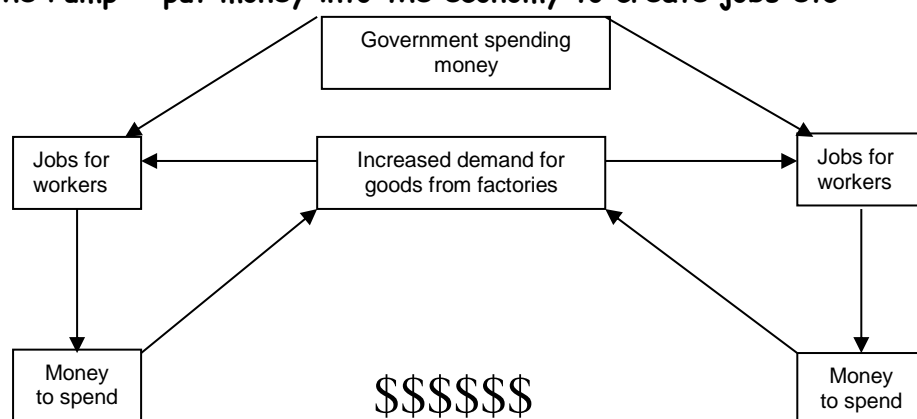 Pump – put money into the economy to create jobs etc
Government spending
money
Jobs for
workers
Increased demand for
goods from factories
Jobs for
workers
Money
to spend
$$$$$$
Money
to spend